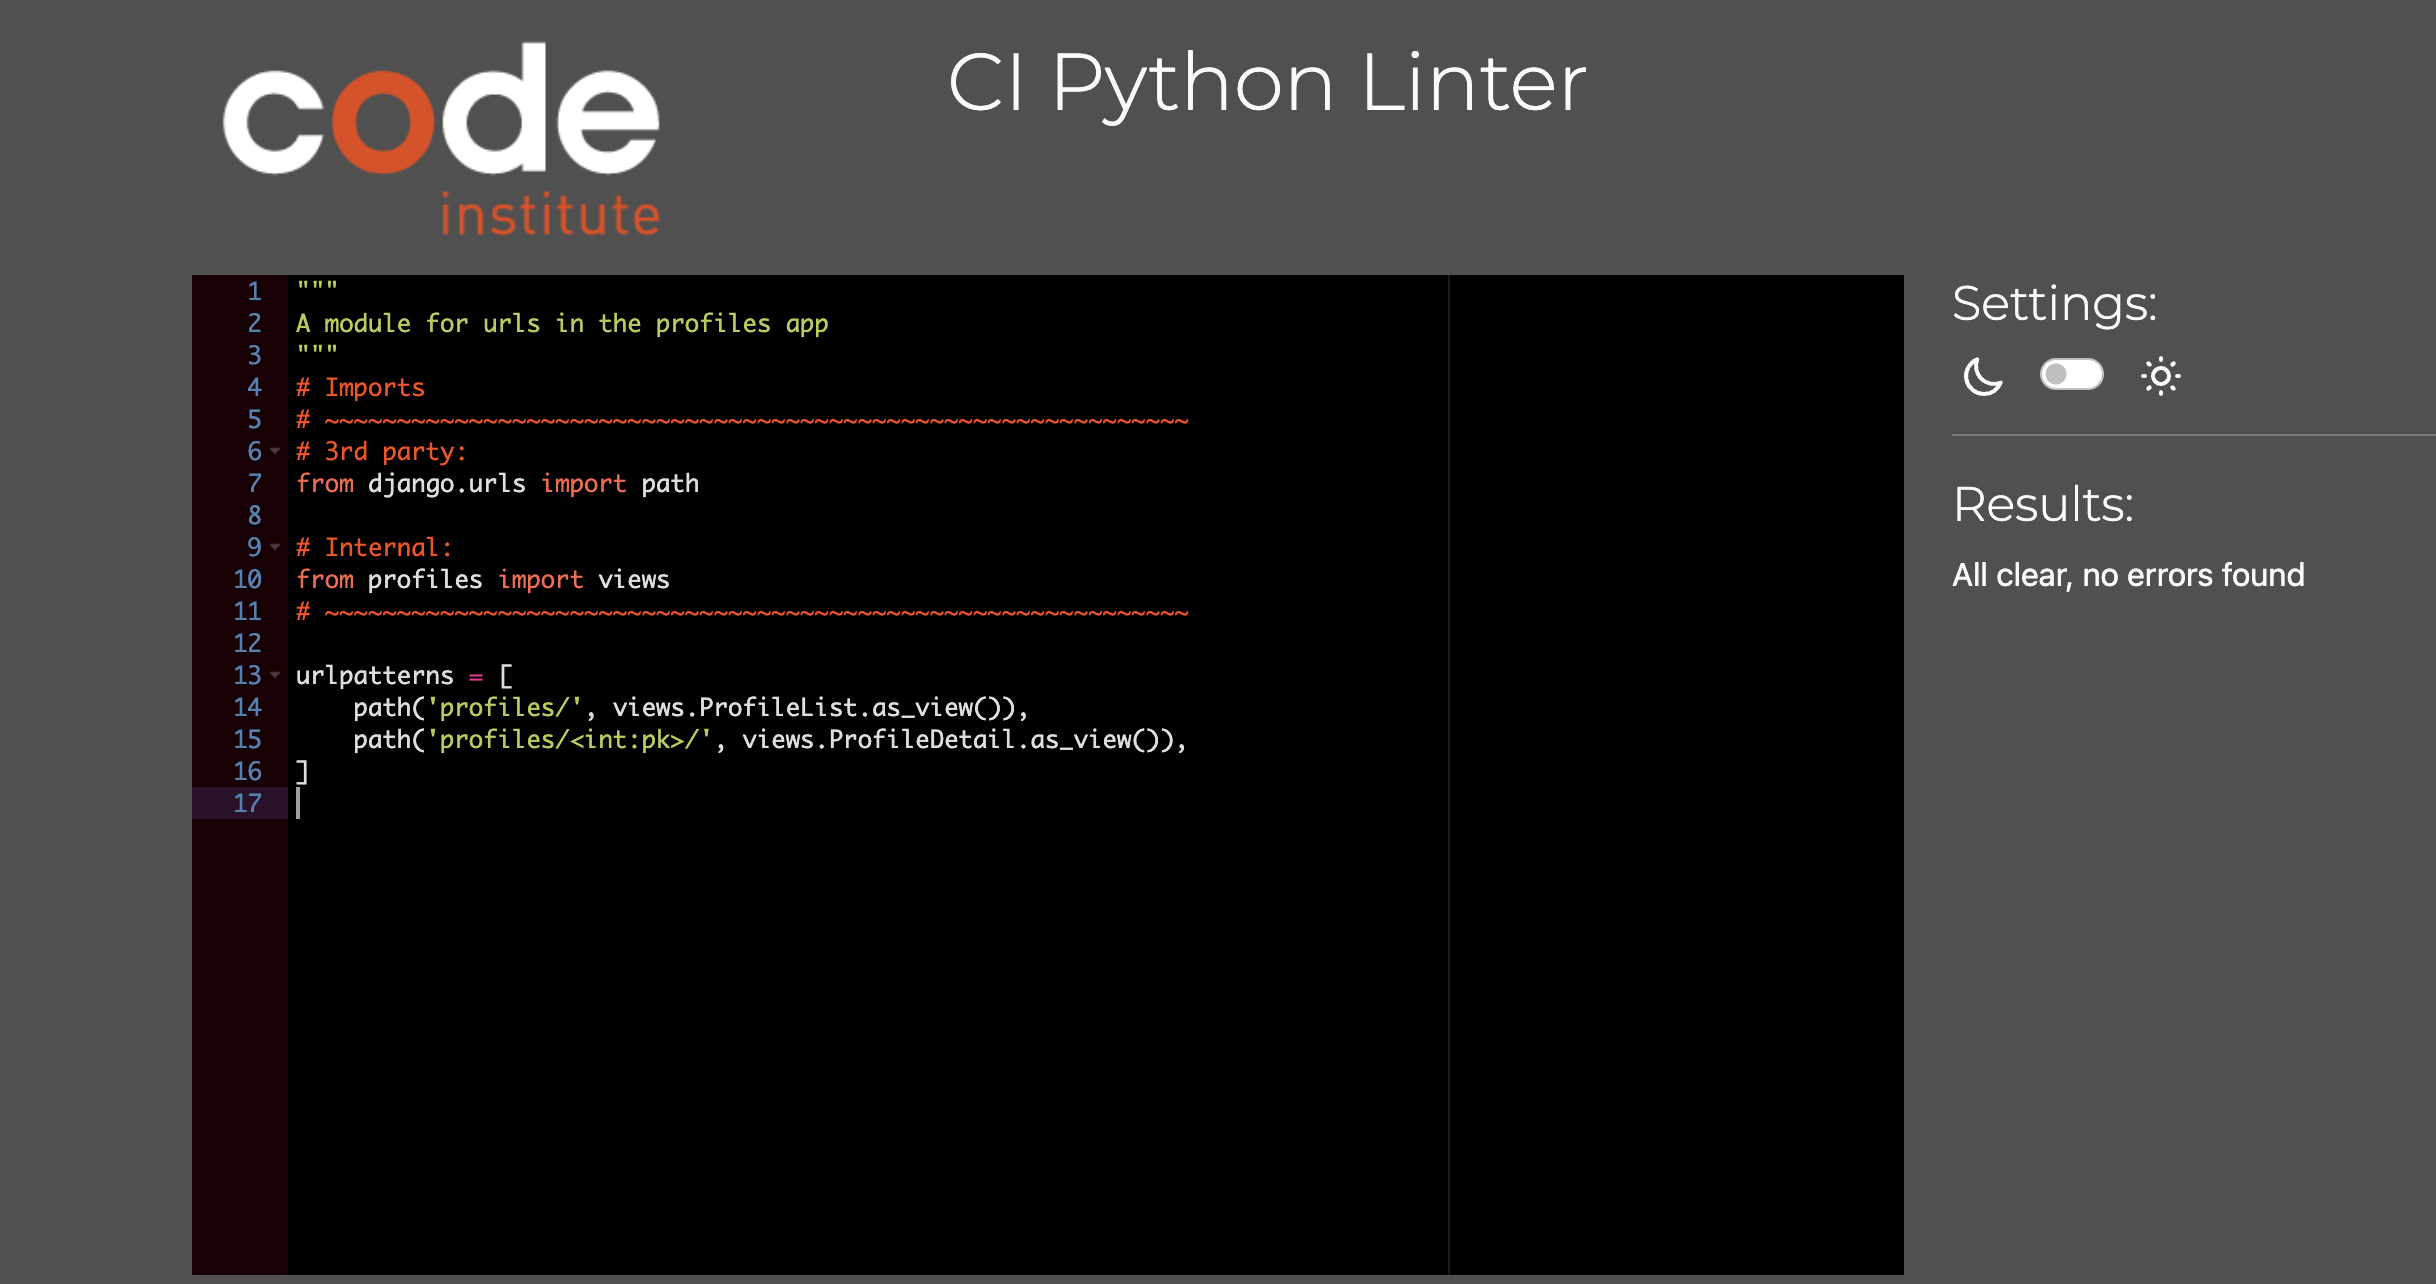 code
institute
CI Python Linter
1 """
2 A module for urls in the profiles app
3 """
4 # Imports
5 # ~~~~~~~~~~~~~~~~~~~~~~~~~~~~~~~~~~~~~~~~~~~~~~~~~~~~~~~~~~~~
6 # 3rd party:
7 from django.urls import path
8
9 # Internal:
10 from profiles import views
11 # ~~~~~~~~~~~~~~~~~~~~~~~~~~~~~~~~~~~~~~~~~~~~~~~~~~~~~~~~~~~~
12
13 urlpatterns = [
14     path('profiles/', views.ProfileList.as_view()),
15     path('profiles/<int:pk>/', views.ProfileDetail.as_view()),
16 ]
17
Settings:
Results:
All clear, no errors found